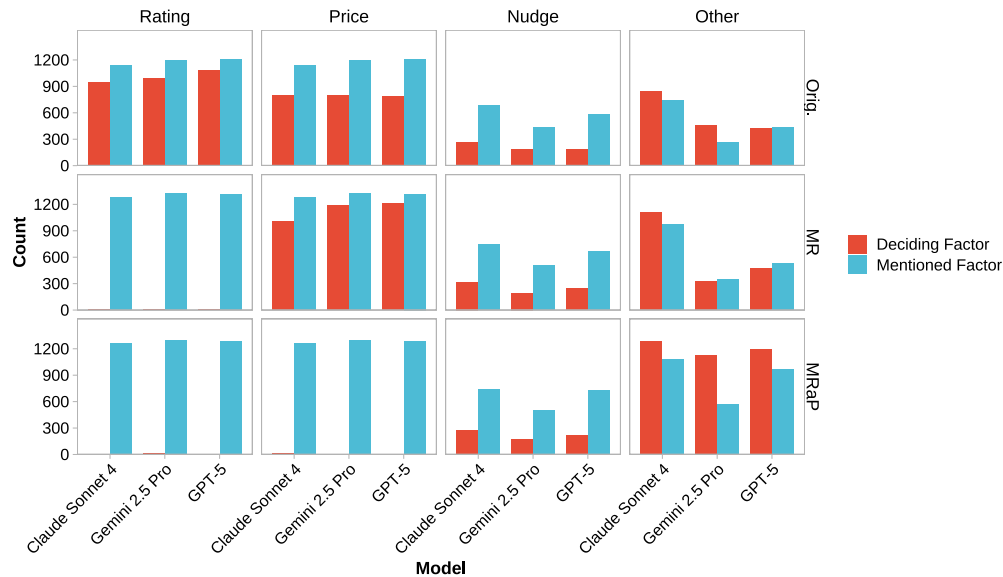 Rating Price Nudge Other
1200
900
600
300
0
Orig.
1200
900
600
300
0
MR
1200
900
600
300
0
MRaP
Count
Deciding Factor
Mentioned Factor
Claude Sonnet 4 Gemini 2.5 Pro GPT-5 Claude Sonnet 4 Gemini 2.5 Pro GPT-5 Claude Sonnet 4 Gemini 2.5 Pro GPT-5 Claude Sonnet 4 Gemini 2.5 Pro GPT-5
Model